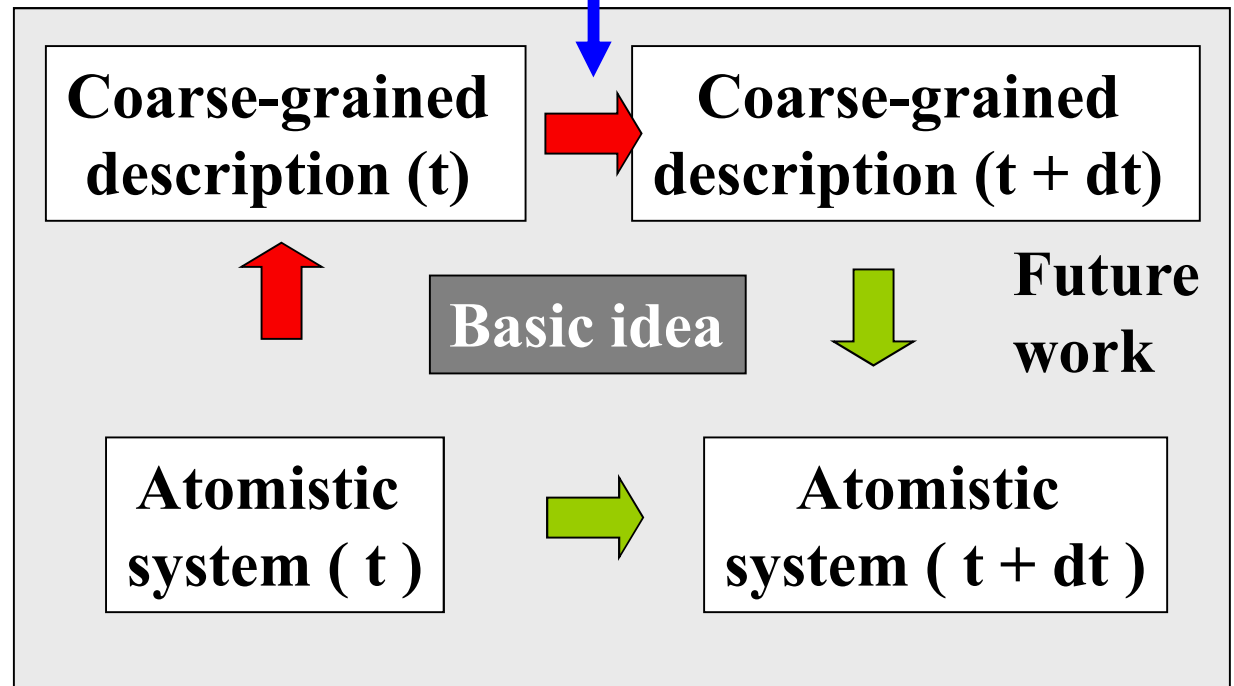 Coarse-grained
description (t)
Coarse-grained
description (t + dt)
Basic idea
Future
work
Atomistic
system ( t )
Atomistic
system ( t + dt )